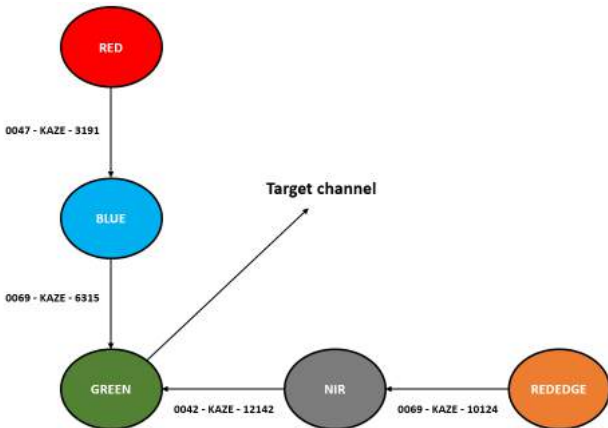 RED
0047 - KAZE - 3191
Target channel
BLUE
0069 - KAZE - 6315
GREEN
NIR
REDEDGE
0042 - KAZE - 12142
0069 - KAZE - 10124